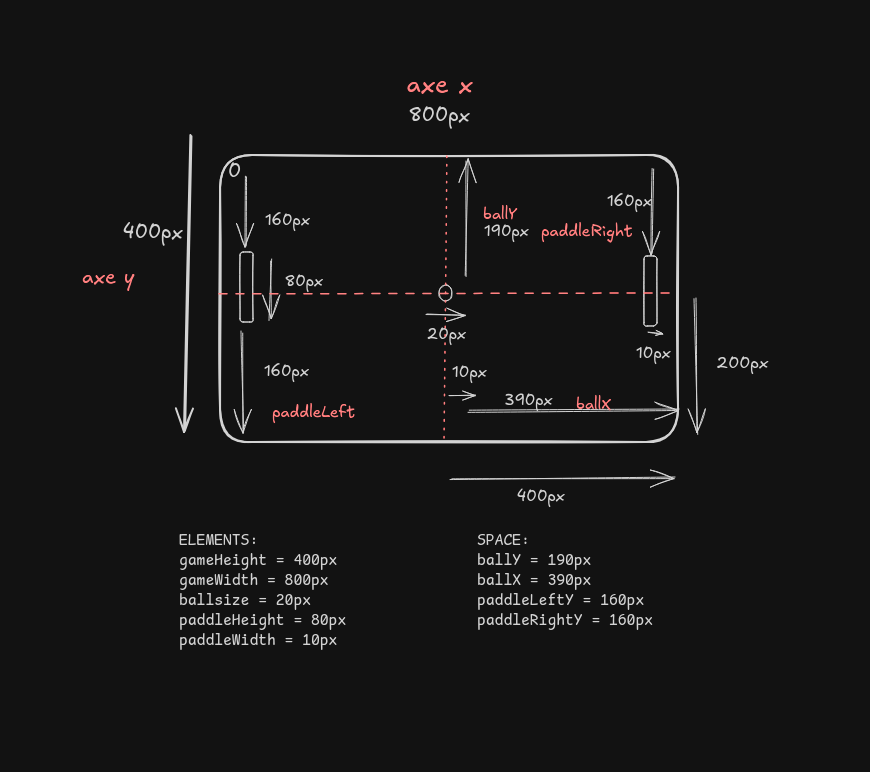 axe x
800px
0
160px
160px
ballY
190px
paddleRight
400px
axe y
80px
20px
10px
200px
160px
10px
390px
ballX
paddleLeft
400px
ELEMENTS:
gameHeight = 400px
gameWidth = 800px
ballsize = 20px
paddleHeight = 80px
paddleWidth = 10px
SPACE:
ballY = 190px
ballX = 390px
paddleLeftY = 160px
paddleRightY = 160px